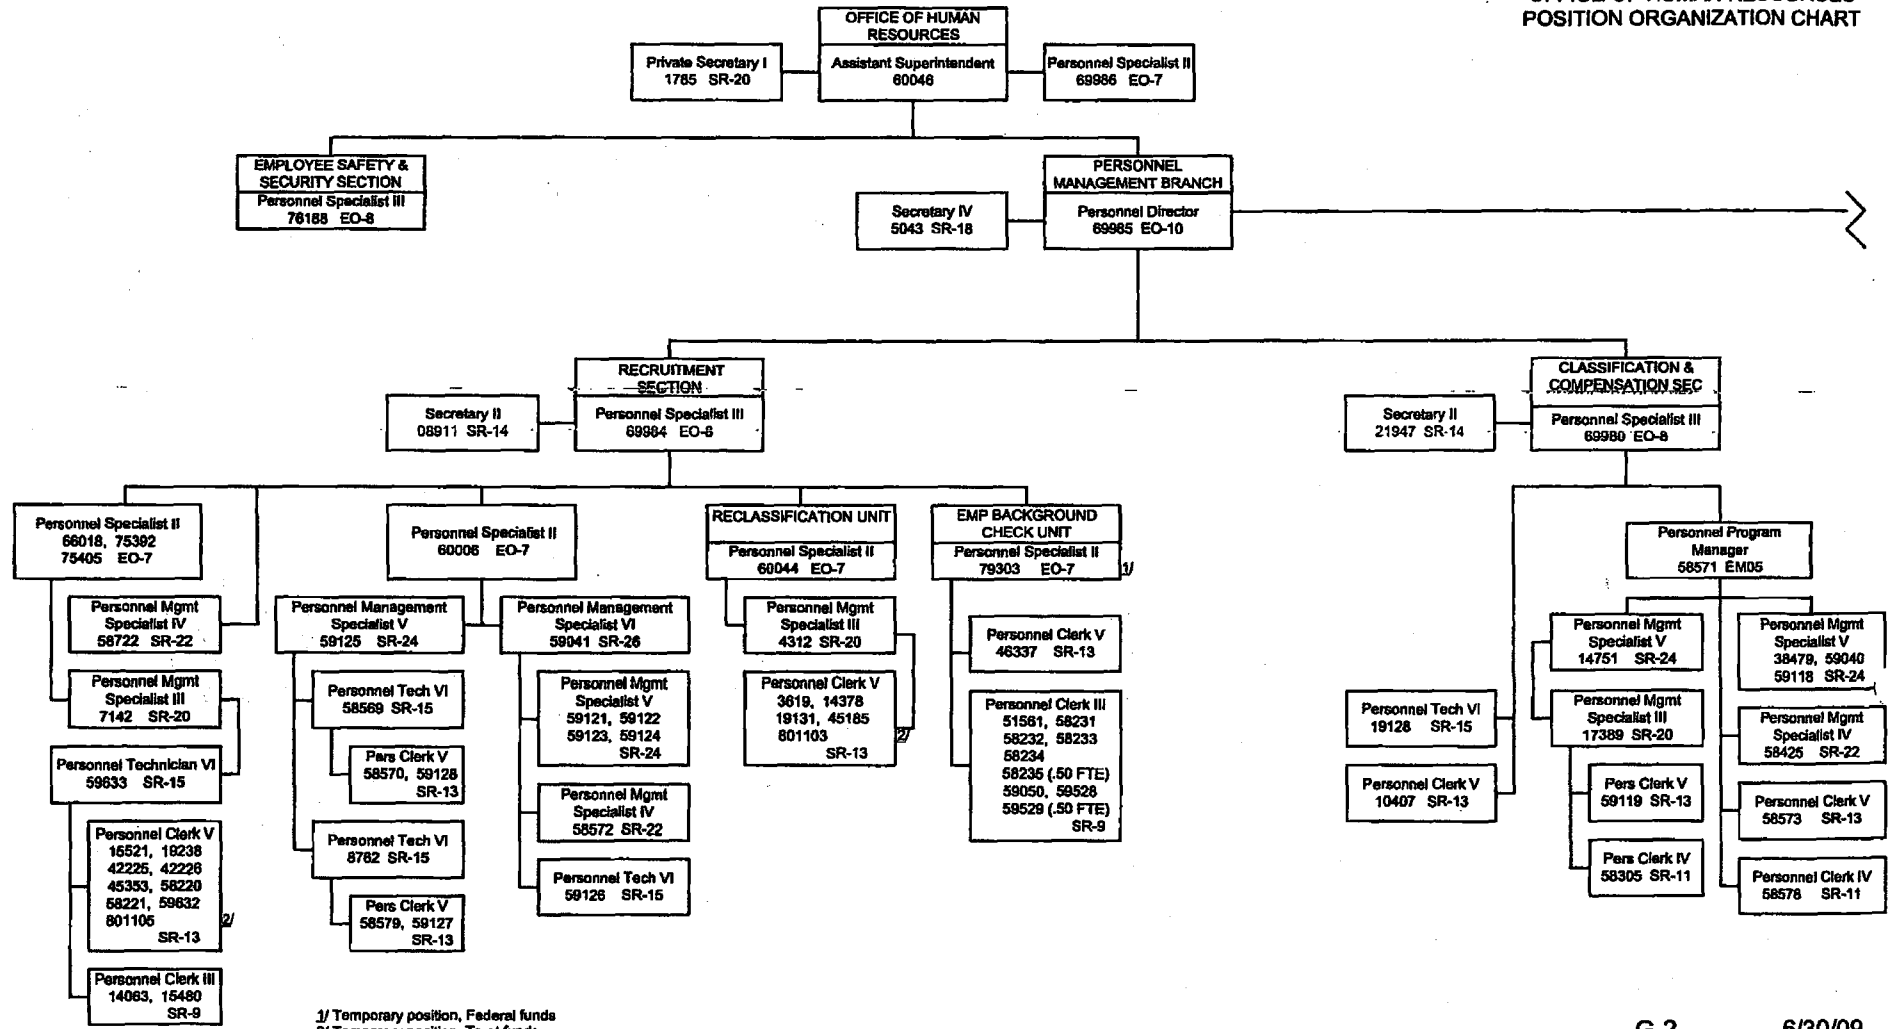 POSITION ORGANIZATION CHART
OFFICE OF HUMAN
RESOURCES
Assistant Superintendent
60046
Private Secretary I
1785 SR-20
Personnel Specialist II
69986 EO-7
EMPLOYEE SAFETY &
SECURITY SECTION
Personnel Specialist III
76188 EO-8
PERSONNEL
MANAGEMENT BRANCH
Personnel Director
69985 EO-10
Secretary IV
5043 SR-18
RECRUITMENT
SECTION
Personnel Specialist III
69984 EO-8
Secretary II
08911 SR-14
CLASSIFICATION &
COMPENSATION SEC
Personnel Specialist III
69980 EO-8
Secretary II
21947 SR-14
Personnel Specialist II
66018, 75392
75405 EO-7
Personnel Mgmt
Specialist IV
58722 SR-22
Personnel Mgmt
Specialist III
7142 SR-20
Personnel Technician VI
59633 SR-15
Personnel Clerk V
15521, 19238
42225, 42226
45353, 58220
58221, 59632
801105
SR-13
2/
Personnel Clerk III
14063, 15480
SR-9
Personnel Specialist II
60006 EO-7
Personnel Management
Specialist V
59125 SR-24
Personnel Tech VI
58569 SR-15
Pers Clerk V
58570, 59128
SR-13
Personnel Tech VI
8762 SR-15
Pers Clerk V
58579, 59127
SR-13
Personnel Management
Specialist VI
59041 SR-26
Personnel Mgmt
Specialist V
59121, 59122
59123, 59124
SR-24
Personnel Mgmt
Specialist IV
58572 SR-22
Personnel Tech VI
59126 SR-15
RECLASSIFICATION UNIT
Personnel Specialist II
60044 EO-7
Personnel Mgmt
Specialist III
4312 SR-20
Personnel Clerk V
3619, 14378
19131, 45185
801103
SR-13
2/
EMP BACKGROUND
CHECK UNIT
Personnel Specialist II
79303 EO-7
1/
Personnel Clerk V
46337 SR-13
Personnel Clerk III
51561, 58231
58232, 58233
58234
58235 (.50 FTE)
59050, 59528
59529 (.50 FTE)
SR-9
Personnel Tech VI
19128 SR-15
Personnel Clerk V
10407 SR-13
Personnel Program
Manager
58571 EM05
Personnel Mgmt
Specialist V
14751 SR-24
Personnel Mgmt
Specialist III
17389 SR-20
Pers Clerk V
59119 SR-13
Pers Clerk IV
58305 SR-11
Personnel Mgmt
Specialist V
38479, 59040
59118 SR-24
Personnel Mgmt
Specialist IV
58425 SR-22
Personnel Clerk V
58573 SR-13
Personnel Clerk IV
58578 SR-11
1/ Temporary position, Federal funds
6/30/09